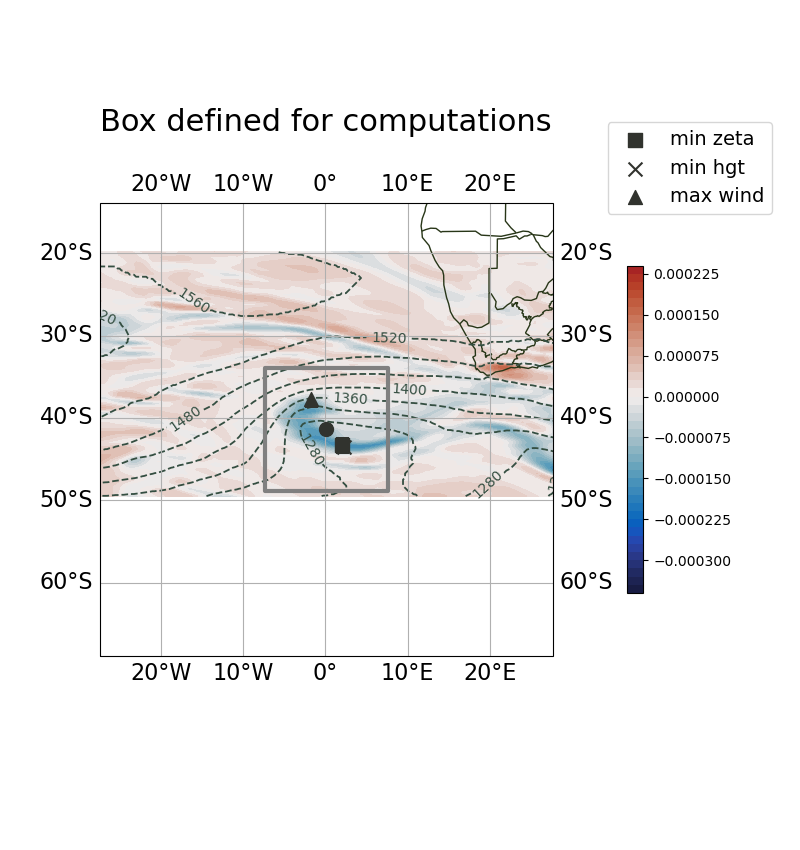 Box defined for computations
min zeta
min hgt
max wind
20°W 10°W 0° 10°E 20°E
20°S 20°S
30°S 30°S
40°S 40°S
50°S 50°S
60°S 60°S
20°W 10°W 0° 10°E 20°E
1560
20
1520
1400
1360
1480
1280
1280
0.000225
0.000150
0.000075
0.000000
−0.000075
−0.000150
−0.000225
−0.000300